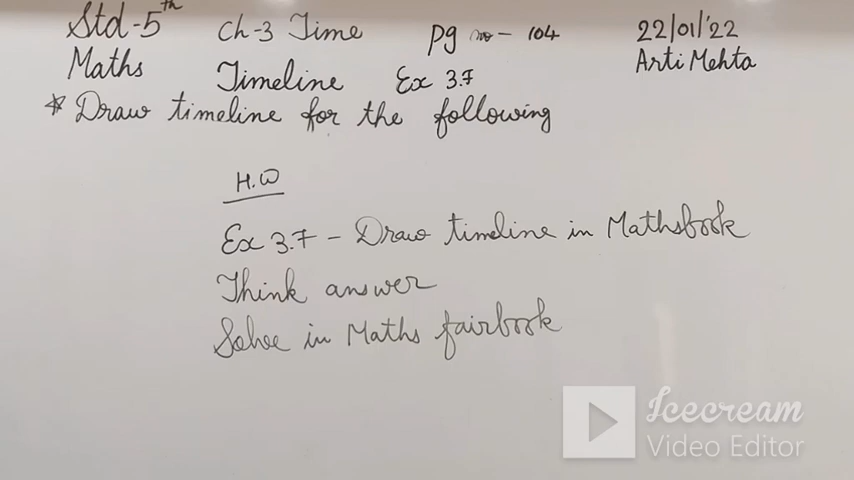 Std-5th Ch-3 Time pg no- 104 22/01/'22
Maths Timeline Ex 3.7 Arti Mehta
* Draw timeline for the following
H.W
Ex 3.7 - Draw timeline in Mathsbook
Think answer
Solve in Maths fairbook
Icecream
Video Editor